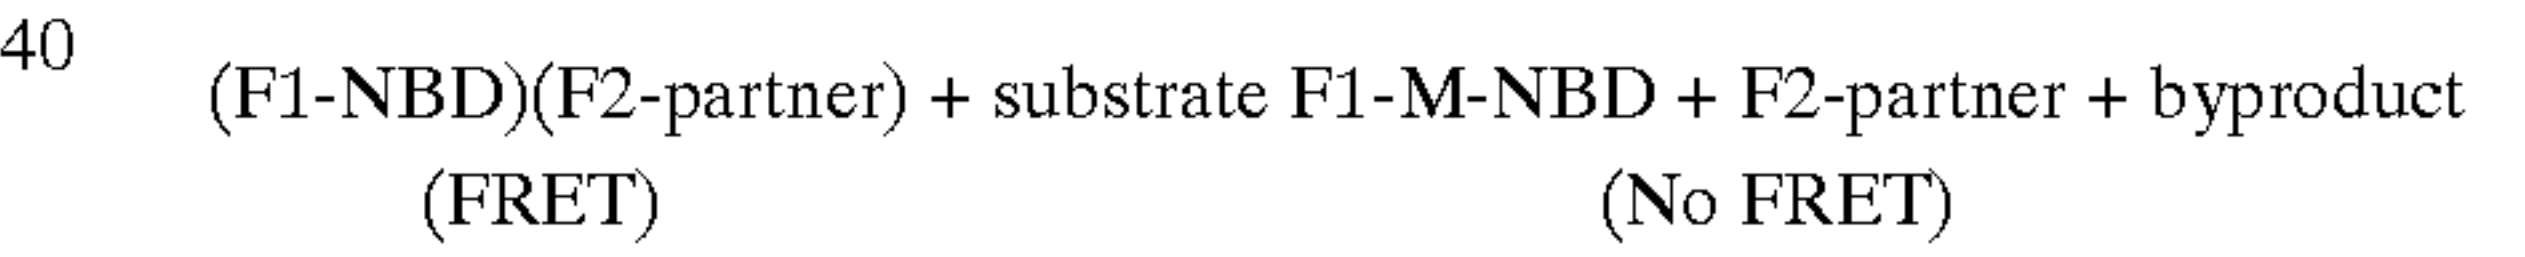 40
(F1-NBD)(F2-partner) + substrate F1-M-NBD + F2-partner + byproduct
(FRET) (No FRET)